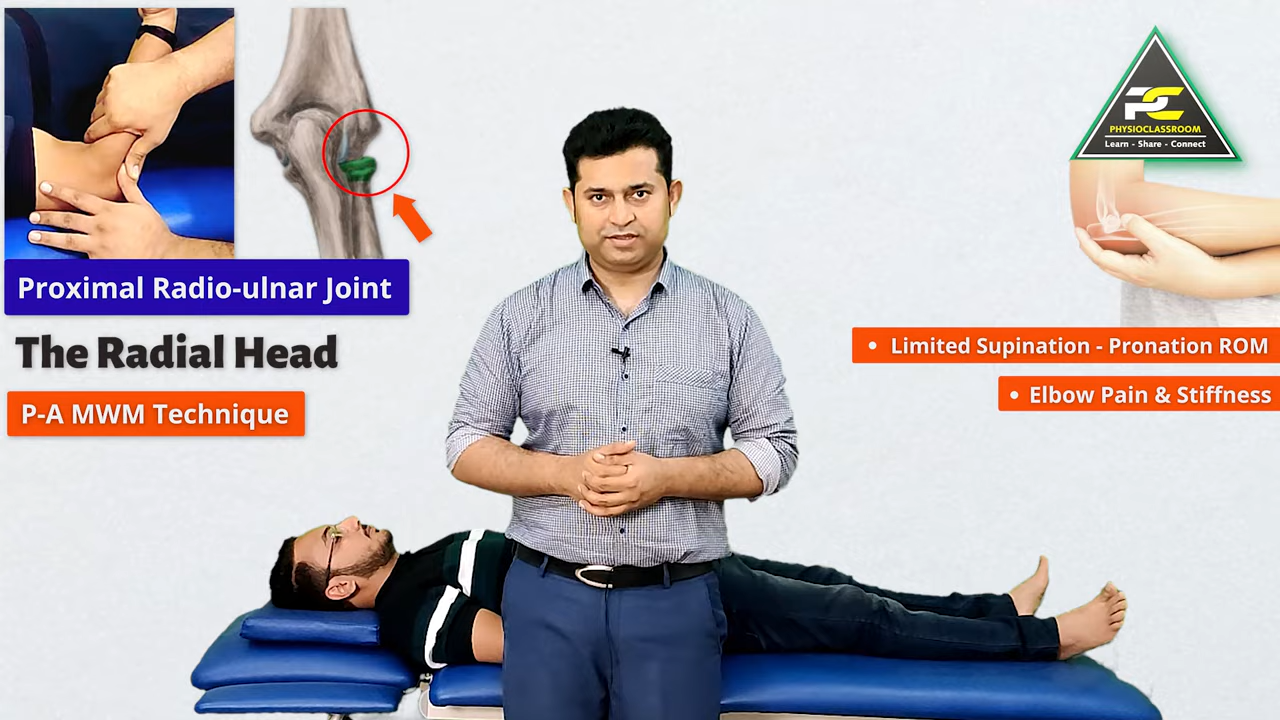 Proximal Radio-ulnar Joint
The Radial Head
P-A MWM Technique
PC
PHYSIOCLASSROOM
Learn - Share - Connect
• Limited Supination - Pronation ROM
• Elbow Pain & Stiffness